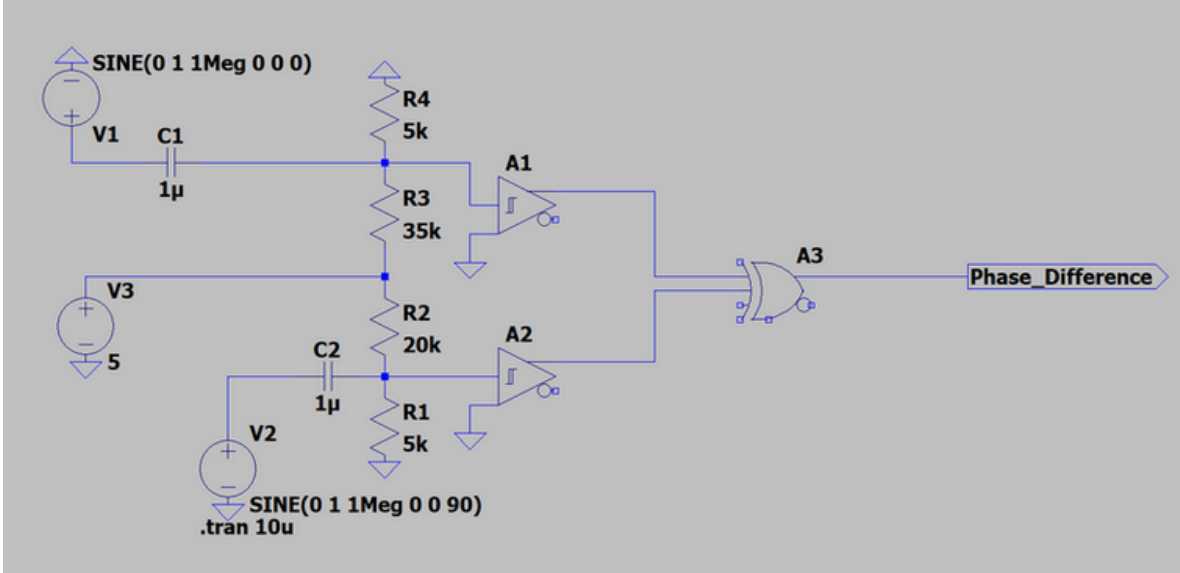 SINE(0 1 1Meg 0 0 0)
V1
C1
1µ
R4
5k
R3
35k
A1
V3
5
R2
20k
A2
A3
Phase_Difference
C2
1µ
R1
5k
V2
SINE(0 1 1Meg 0 0 90)
.tran 10u